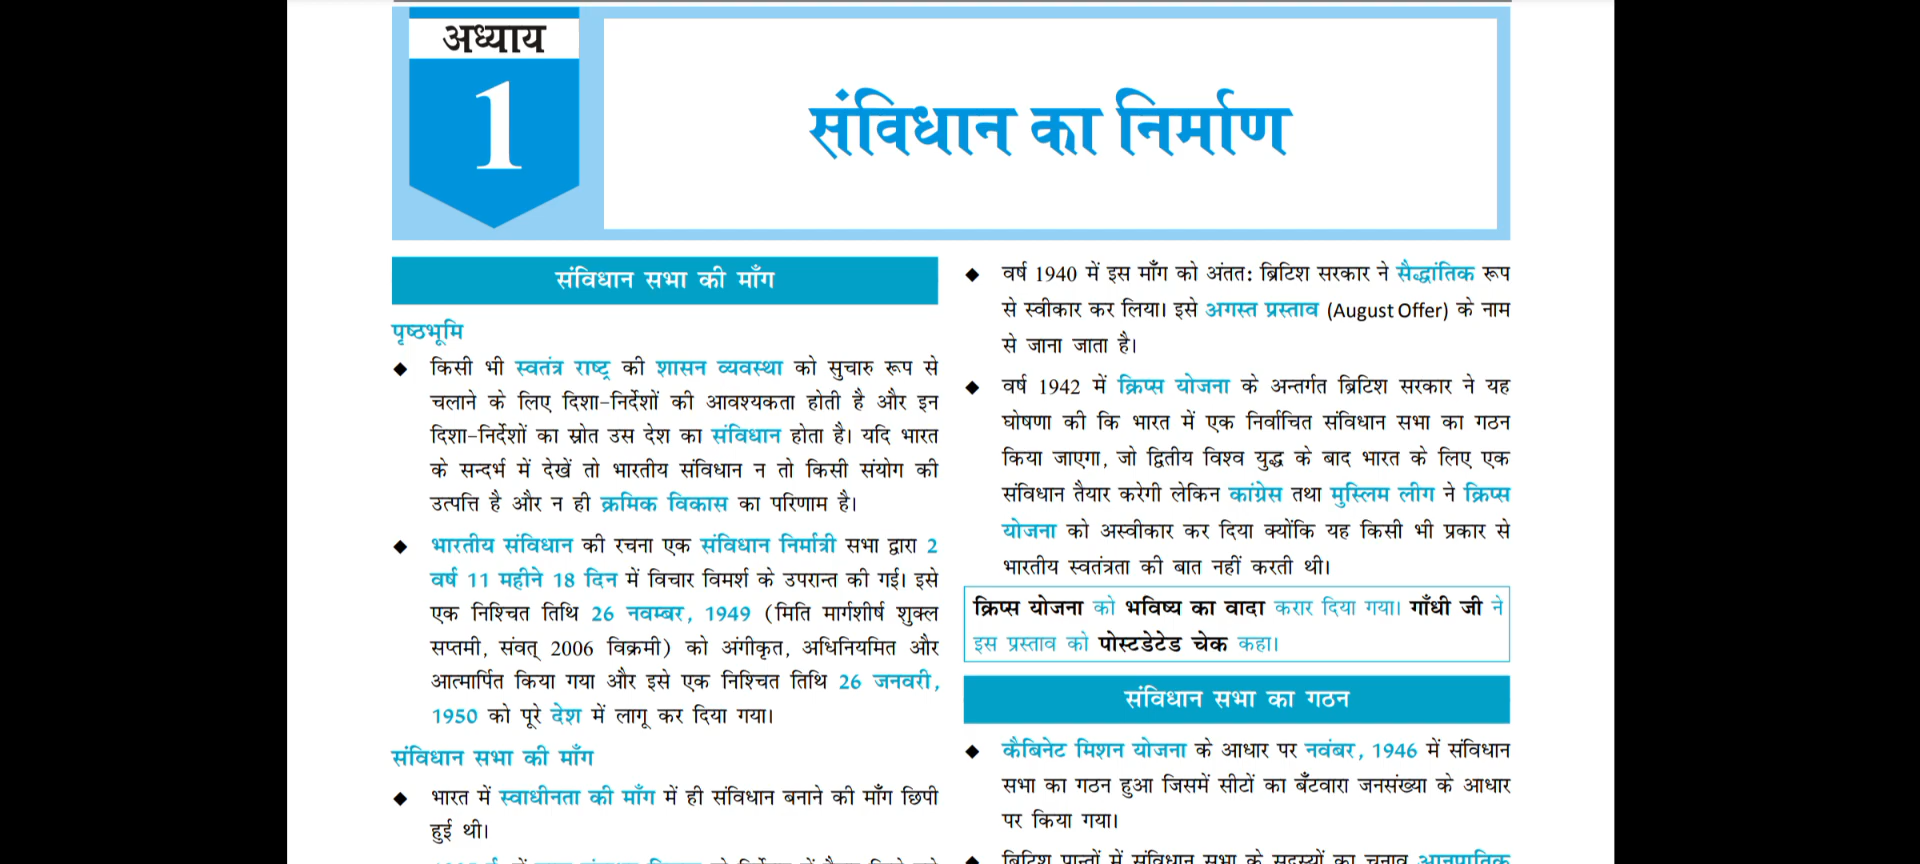 अध्याय
1
संविधान का निर्माण
संविधान सभा की माँग
पृष्ठभूमि
◆ किसी भी स्वतंत्र राष्ट्र की शासन व्यवस्था को सुचारु रूप से
चलाने के लिए दिशा-निर्देशों की आवश्यकता होती है और इन
दिशा-निर्देशों का स्रोत उस देश का संविधान होता है। यदि भारत
के सन्दर्भ में देखें तो भारतीय संविधान न तो किसी संयोग की
उत्पत्ति है और न ही क्रमिक विकास का परिणाम है।
◆ भारतीय संविधान की रचना एक संविधान निर्मात्री सभा द्वारा 2
वर्ष 11 महीने 18 दिन में विचार विमर्श के उपरान्त की गई। इसे
एक निश्चित तिथि 26 नवम्बर, 1949 (मिति मार्गशीर्ष शुक्ल
सप्तमी, संवत् 2006 विक्रमी) को अंगीकृत, अधिनियमित और
आत्मार्पित किया गया और इसे एक निश्चित तिथि 26 जनवरी,
1950 को पूरे देश में लागू कर दिया गया।
संविधान सभा की माँग
◆ भारत में स्वाधीनता की माँग में ही संविधान बनाने की माँग छिपी
हुई थी।
◆ वर्ष 1940 में इस माँग को अंतत: ब्रिटिश सरकार ने सैद्धांतिक रूप
से स्वीकार कर लिया। इसे अगस्त प्रस्ताव (August Offer) के नाम
से जाना जाता है।
◆ वर्ष 1942 में क्रिप्स योजना के अन्तर्गत ब्रिटिश सरकार ने यह
घोषणा की कि भारत में एक निर्वाचित संविधान सभा का गठन
किया जाएगा, जो द्वितीय विश्व युद्ध के बाद भारत के लिए एक
संविधान तैयार करेगी लेकिन कांग्रेस तथा मुस्लिम लीग ने क्रिप्स
योजना को अस्वीकार कर दिया क्योंकि यह किसी भी प्रकार से
भारतीय स्वतंत्रता की बात नहीं करती थी।
क्रिप्स योजना को भविष्य का वादा करार दिया गया। गाँधी जी ने
इस प्रस्ताव को पोस्टडेटेड चेक कहा।
संविधान सभा का गठन
◆ कैबिनेट मिशन योजना के आधार पर नवंबर, 1946 में संविधान
सभा का गठन हुआ जिसमें सीटों का बँटवारा जनसंख्या के आधार
पर किया गया।
◆ ब्रिटिश प्रान्तों में संविधान सभा के सदस्यों का चुनाव आनुपातिक